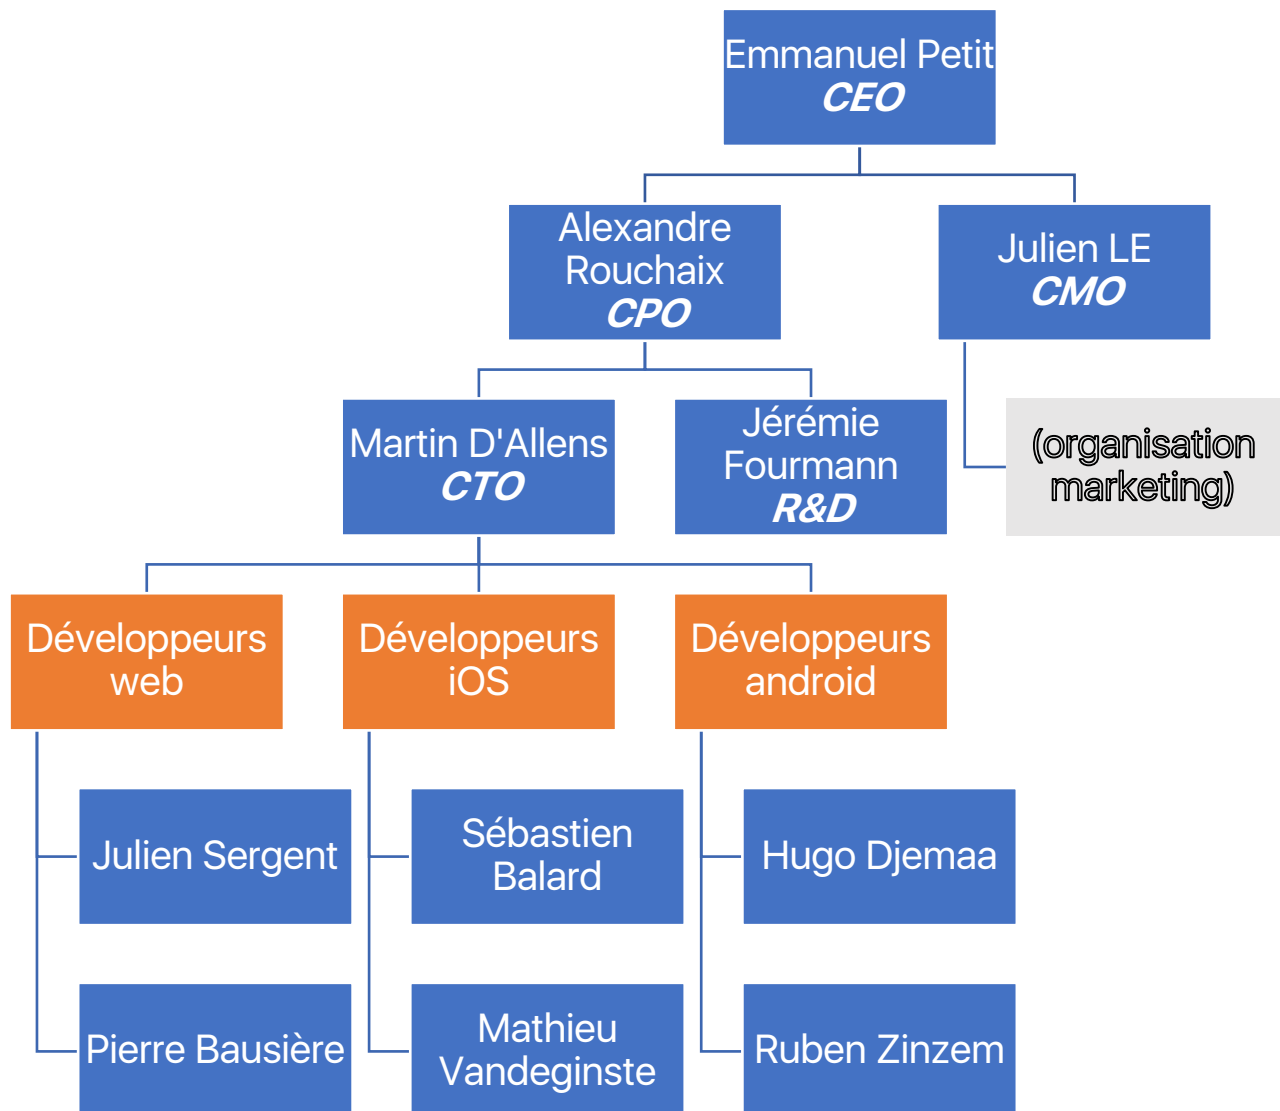 Emmanuel Petit
CEO
Alexandre
Rouchaix
CPO
Julien LE
CMO
Martin D'Allens
CTO
Jérémie
Fourmann
R&D
(organisation
marketing)
Développeurs
web
Développeurs
iOS
Développeurs
android
Julien Sergent
Sébastien
Balard
Hugo Djemaa
Pierre Bausière
Mathieu
Vandeginste
Ruben Zinzem